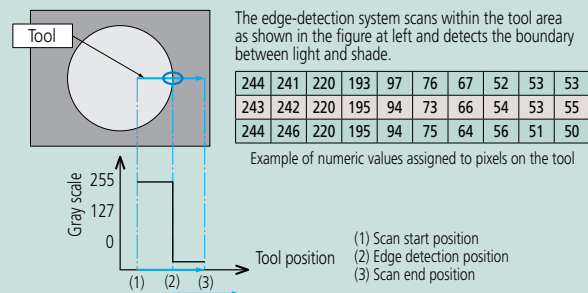 Tool
The edge-detection system scans within the tool area
as shown in the figure at left and detects the boundary
between light and shade.
244 241 220 193 97 76 67 52 53 53
243 242 220 195 94 73 66 54 53 55
244 246 220 195 94 75 64 56 51 50
Example of numeric values assigned to pixels on the tool
Gray scale
255
127
0
(1) (2) (3)
Tool position
(1) Scan start position
(2) Edge detection position
(3) Scan end position